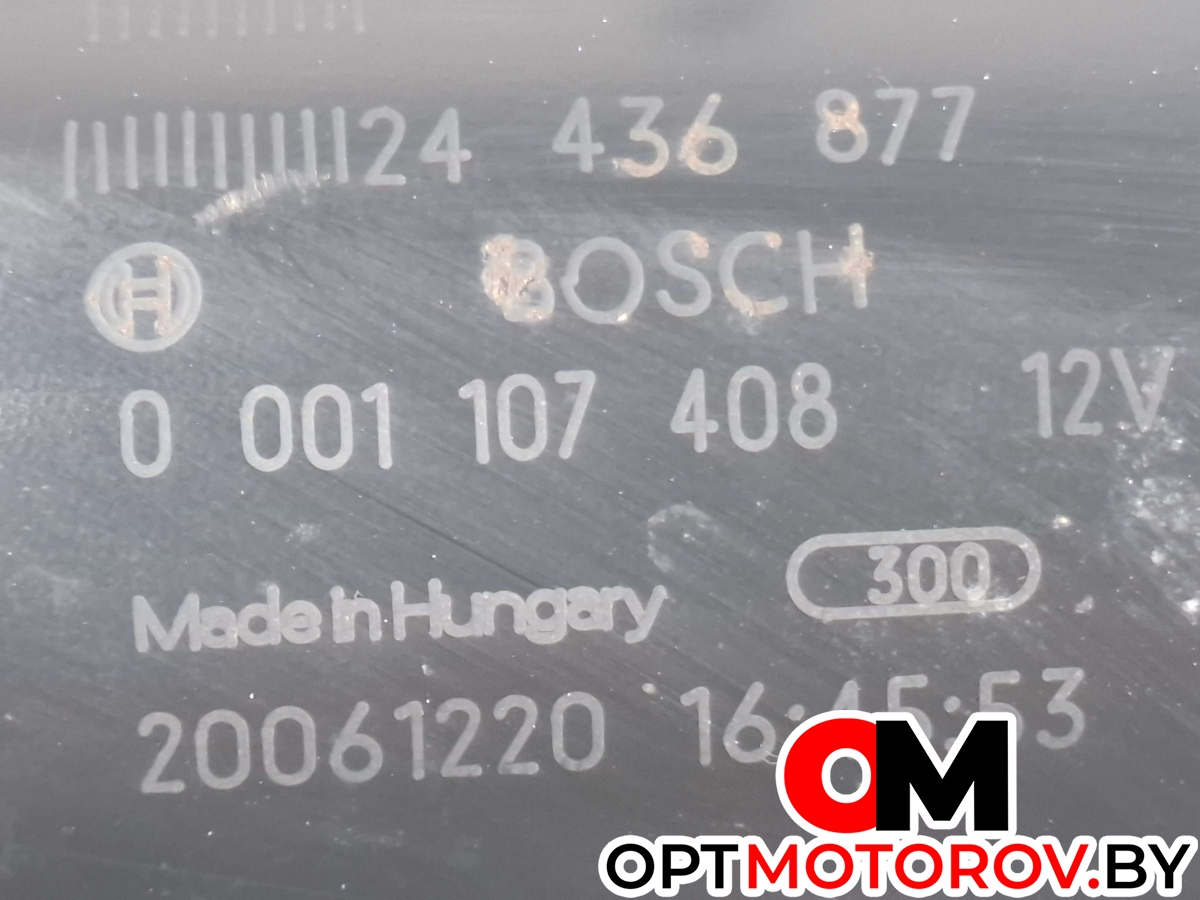 24 436 877
BOSCH
0 001 107 408 12V
300
Made in Hungary
20061220 16:45:53
OM
OPTMOTOROV.BY